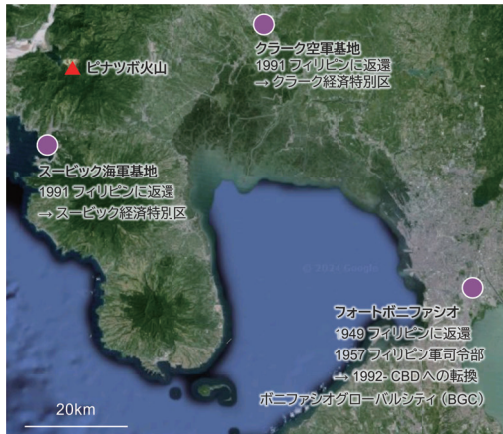 クラーク空軍基地
1991 フィリピンに返還
→ クラーク経済特別区
ピナツボ火山
スービック海軍基地
1991 フィリピンに返還
→ スービック経済特別区
© 2021 Google
フォートボニファシオ
1949 フィリピンに返還
1957 フィリピン軍司令部
→ 1992- CBD への転換
ボニファシオグローバルシティ（BGC）
20km